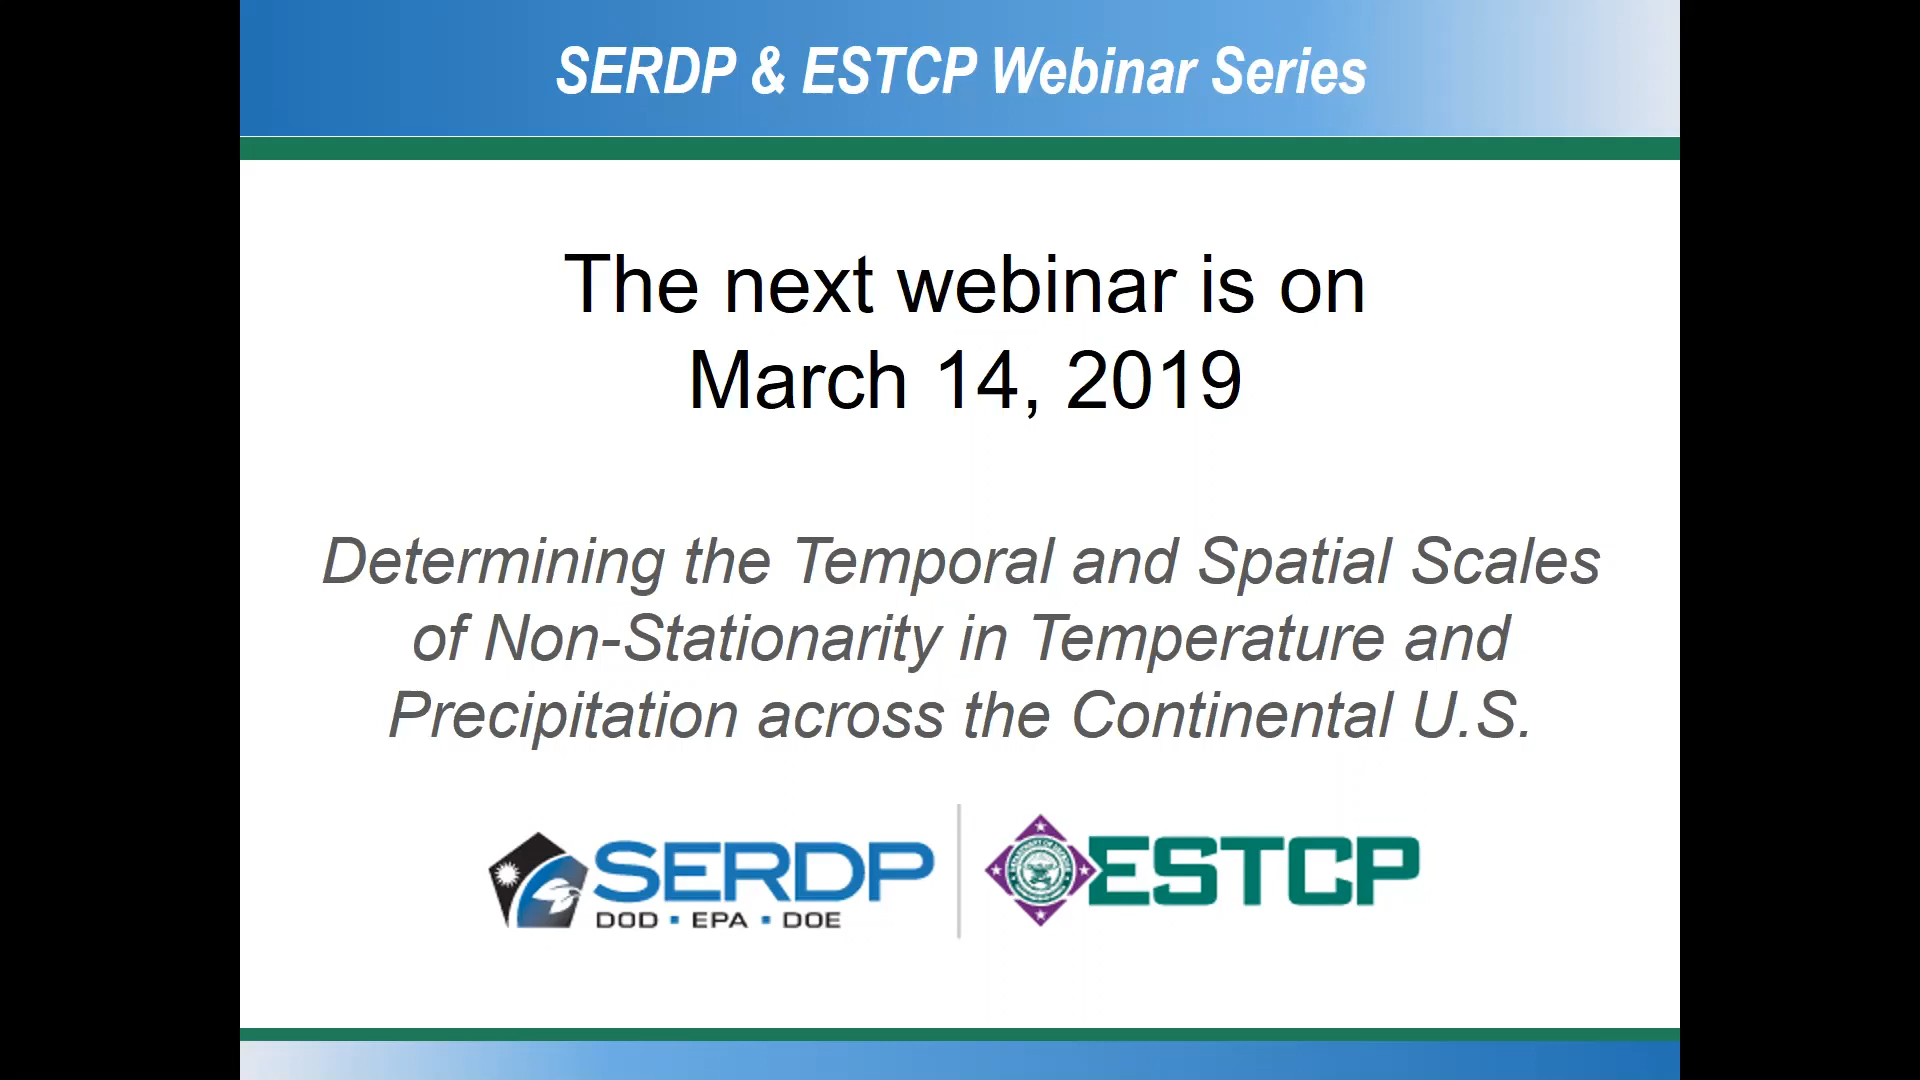 SERDP & ESTCP Webinar Series
The next webinar is on
March 14, 2019
Determining the Temporal and Spatial Scales
of Non-Stationarity in Temperature and
Precipitation across the Continental U.S.
SERDP
DOD ▪ EPA ▪ DOE
ESTCP